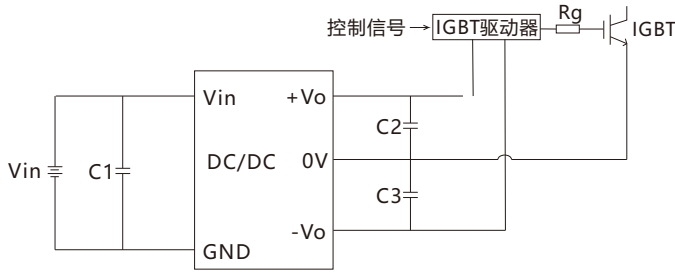 控制信号
IGBT驱动器
Rg
IGBT
Vin
+Vo
C2
Vin
C1
DC/DC
0V
C3
-Vo
GND